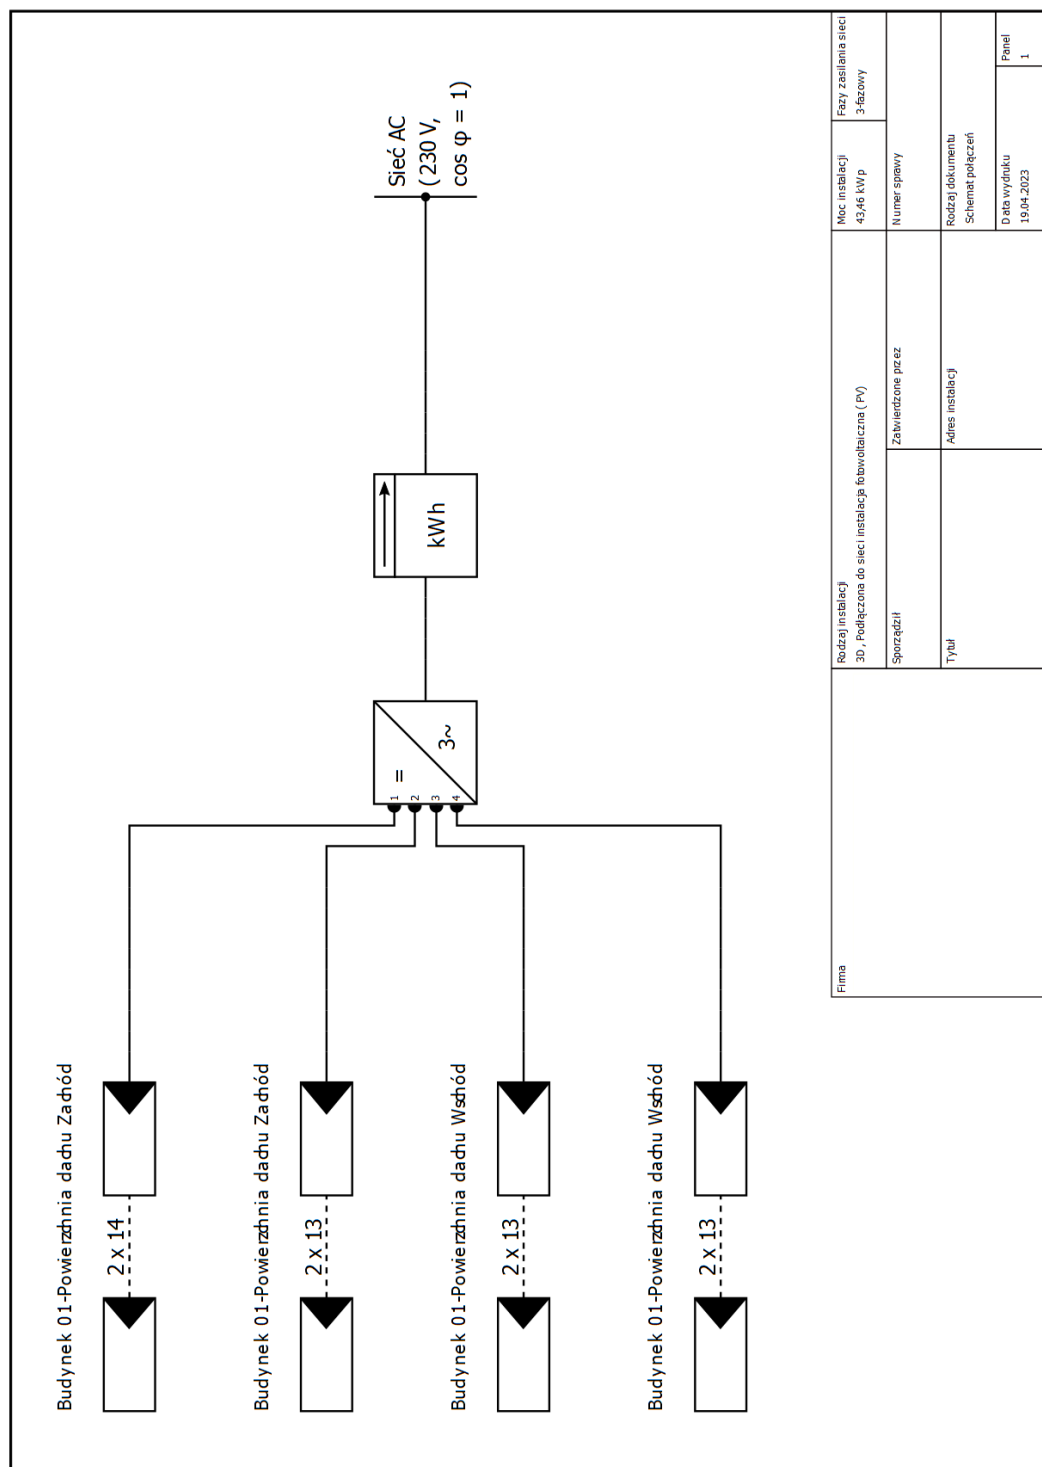 Sieć AC
(230 V,
cos φ = 1)
kWh
3~
=
1
2
3
4
Budynek 01-Powierzchnia dachu Zachód
2 x 14
Budynek 01-Powierzchnia dachu Zachód
2 x 13
Budynek 01-Powierzchnia dachu Wschód
2 x 13
Budynek 01-Powierzchnia dachu Wschód
2 x 13
Firma
Rodzaj instalacji
3D, Podłączona do sieci instalacja fotowoltaiczna (PV)
Moc instalacji
43,46 kWp
Fazy zasilania sieci
3-fazowy
Sporządził
Zatwierdzone przez
Numer sprawy
Tytuł
Adres instalacji
Rodzaj dokumentu
Schemat połączeń
Data wydruku
19.04.2023
Panel
1